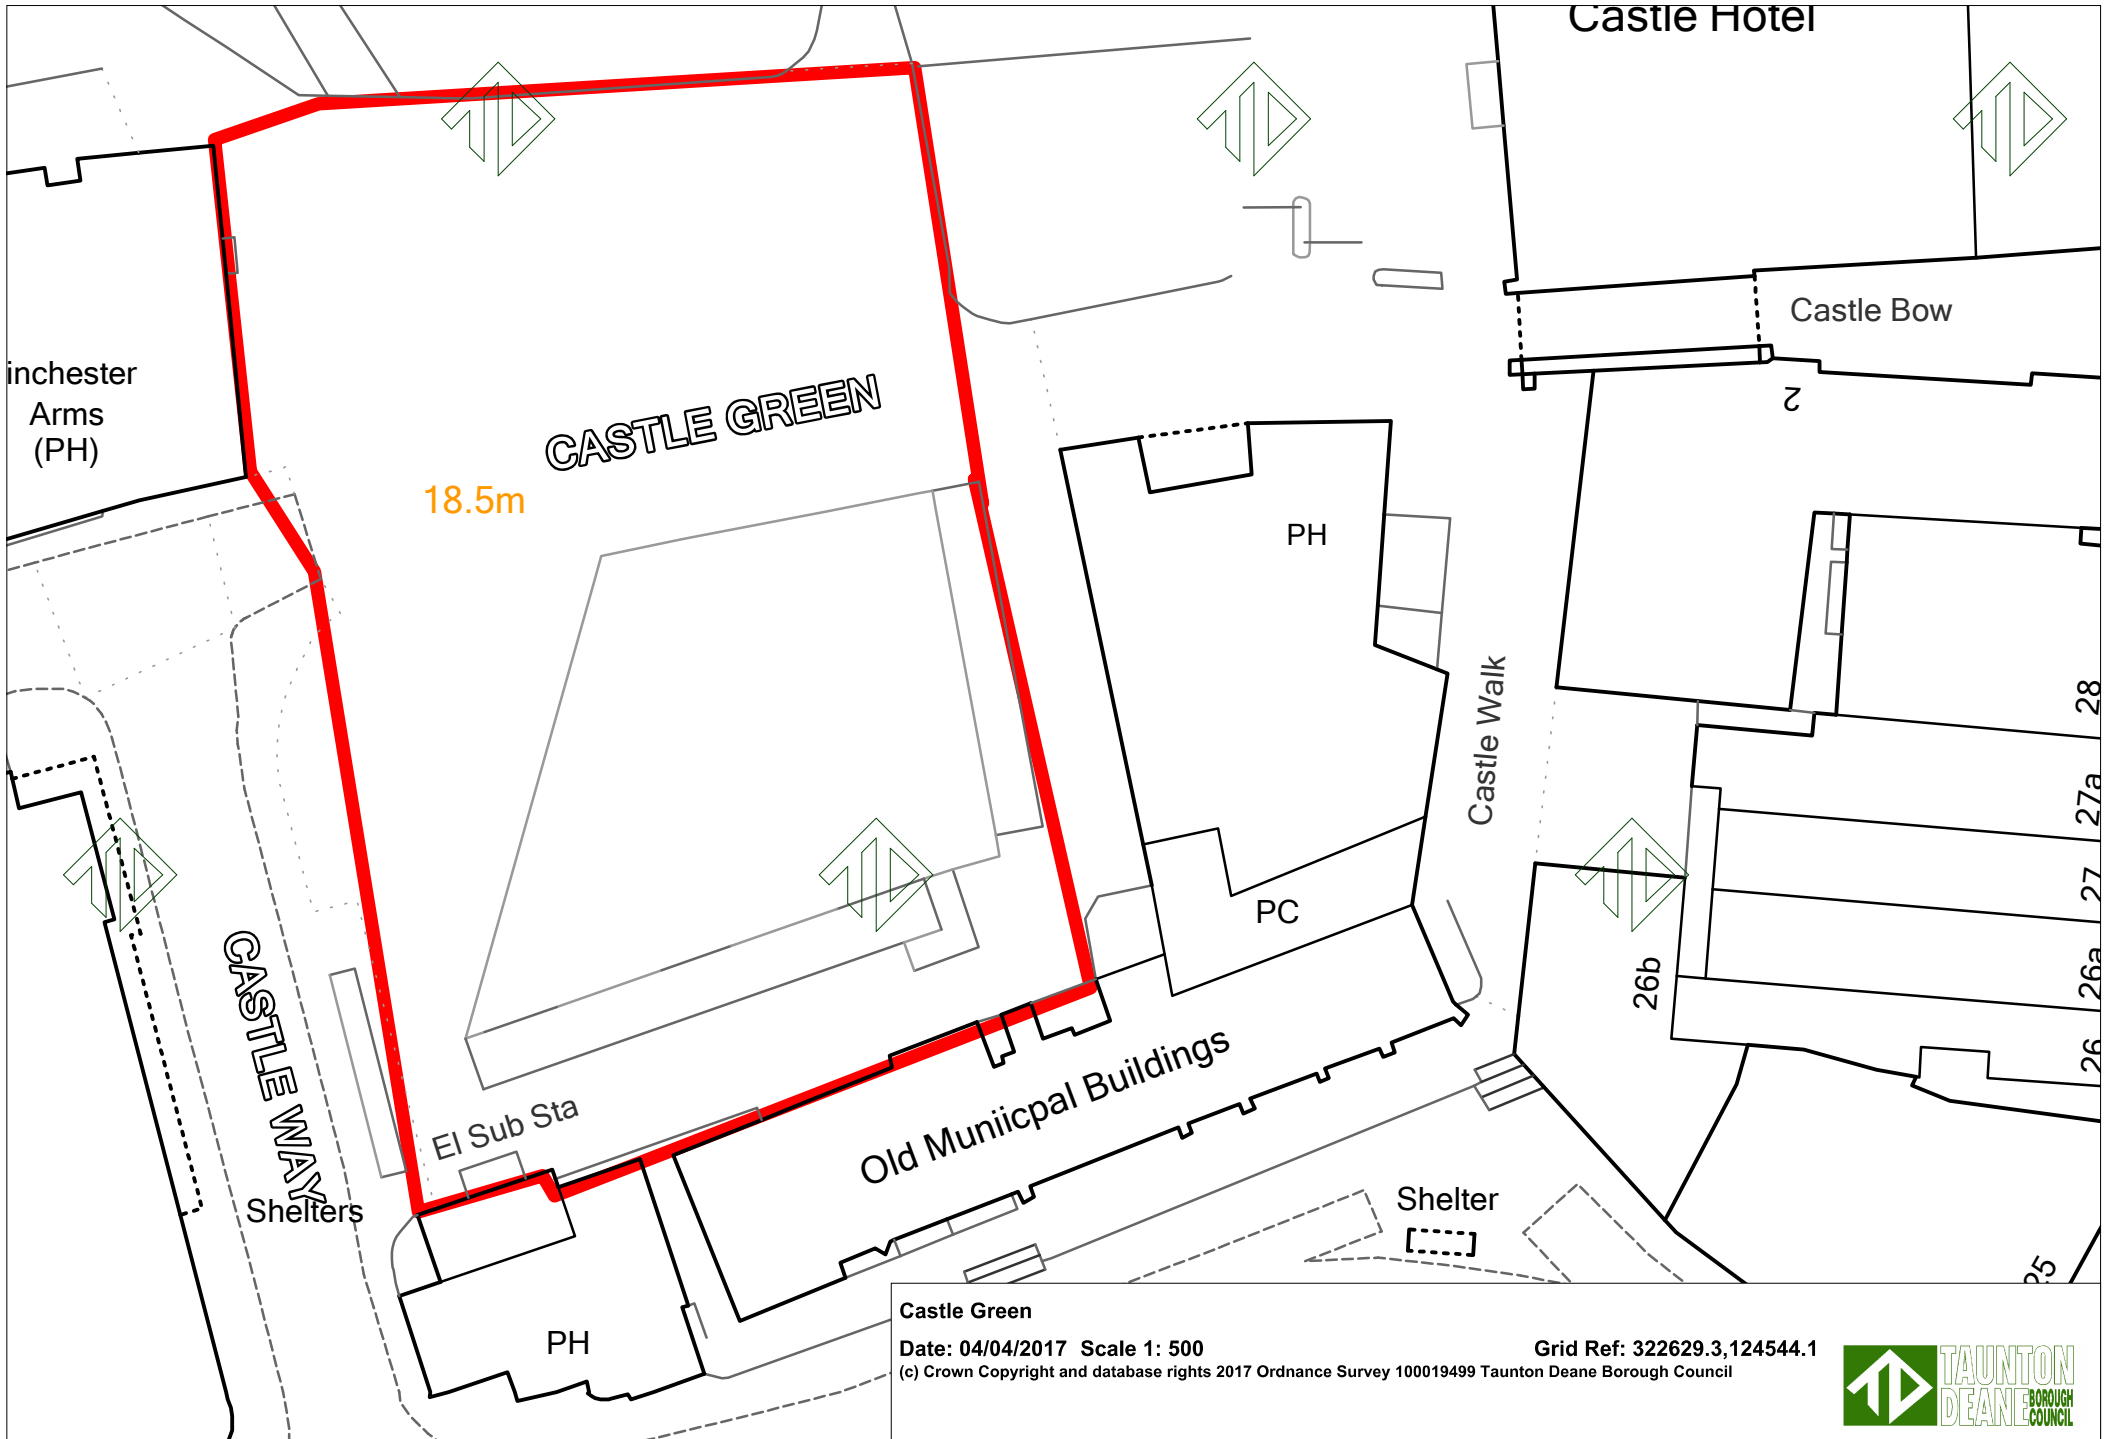 Castle Hotel
Castle Bow
inchester
Arms
(PH)
CASTLE GREEN
2
18.5m
PH
28
Castle Walk
27a
27
PC
26a
26b
26
CASTLE WAY
El Sub Sta
Old Muniicpal Buildings
Shelters
Shelter
25
PH
Castle Green
Date: 04/04/2017 Scale 1: 500
Grid Ref: 322629.3,124544.1
(c) Crown Copyright and database rights 2017 Ordnance Survey 100019499 Taunton Deane Borough Council
TAUNTON
DEANE BOROUGH
COUNCIL